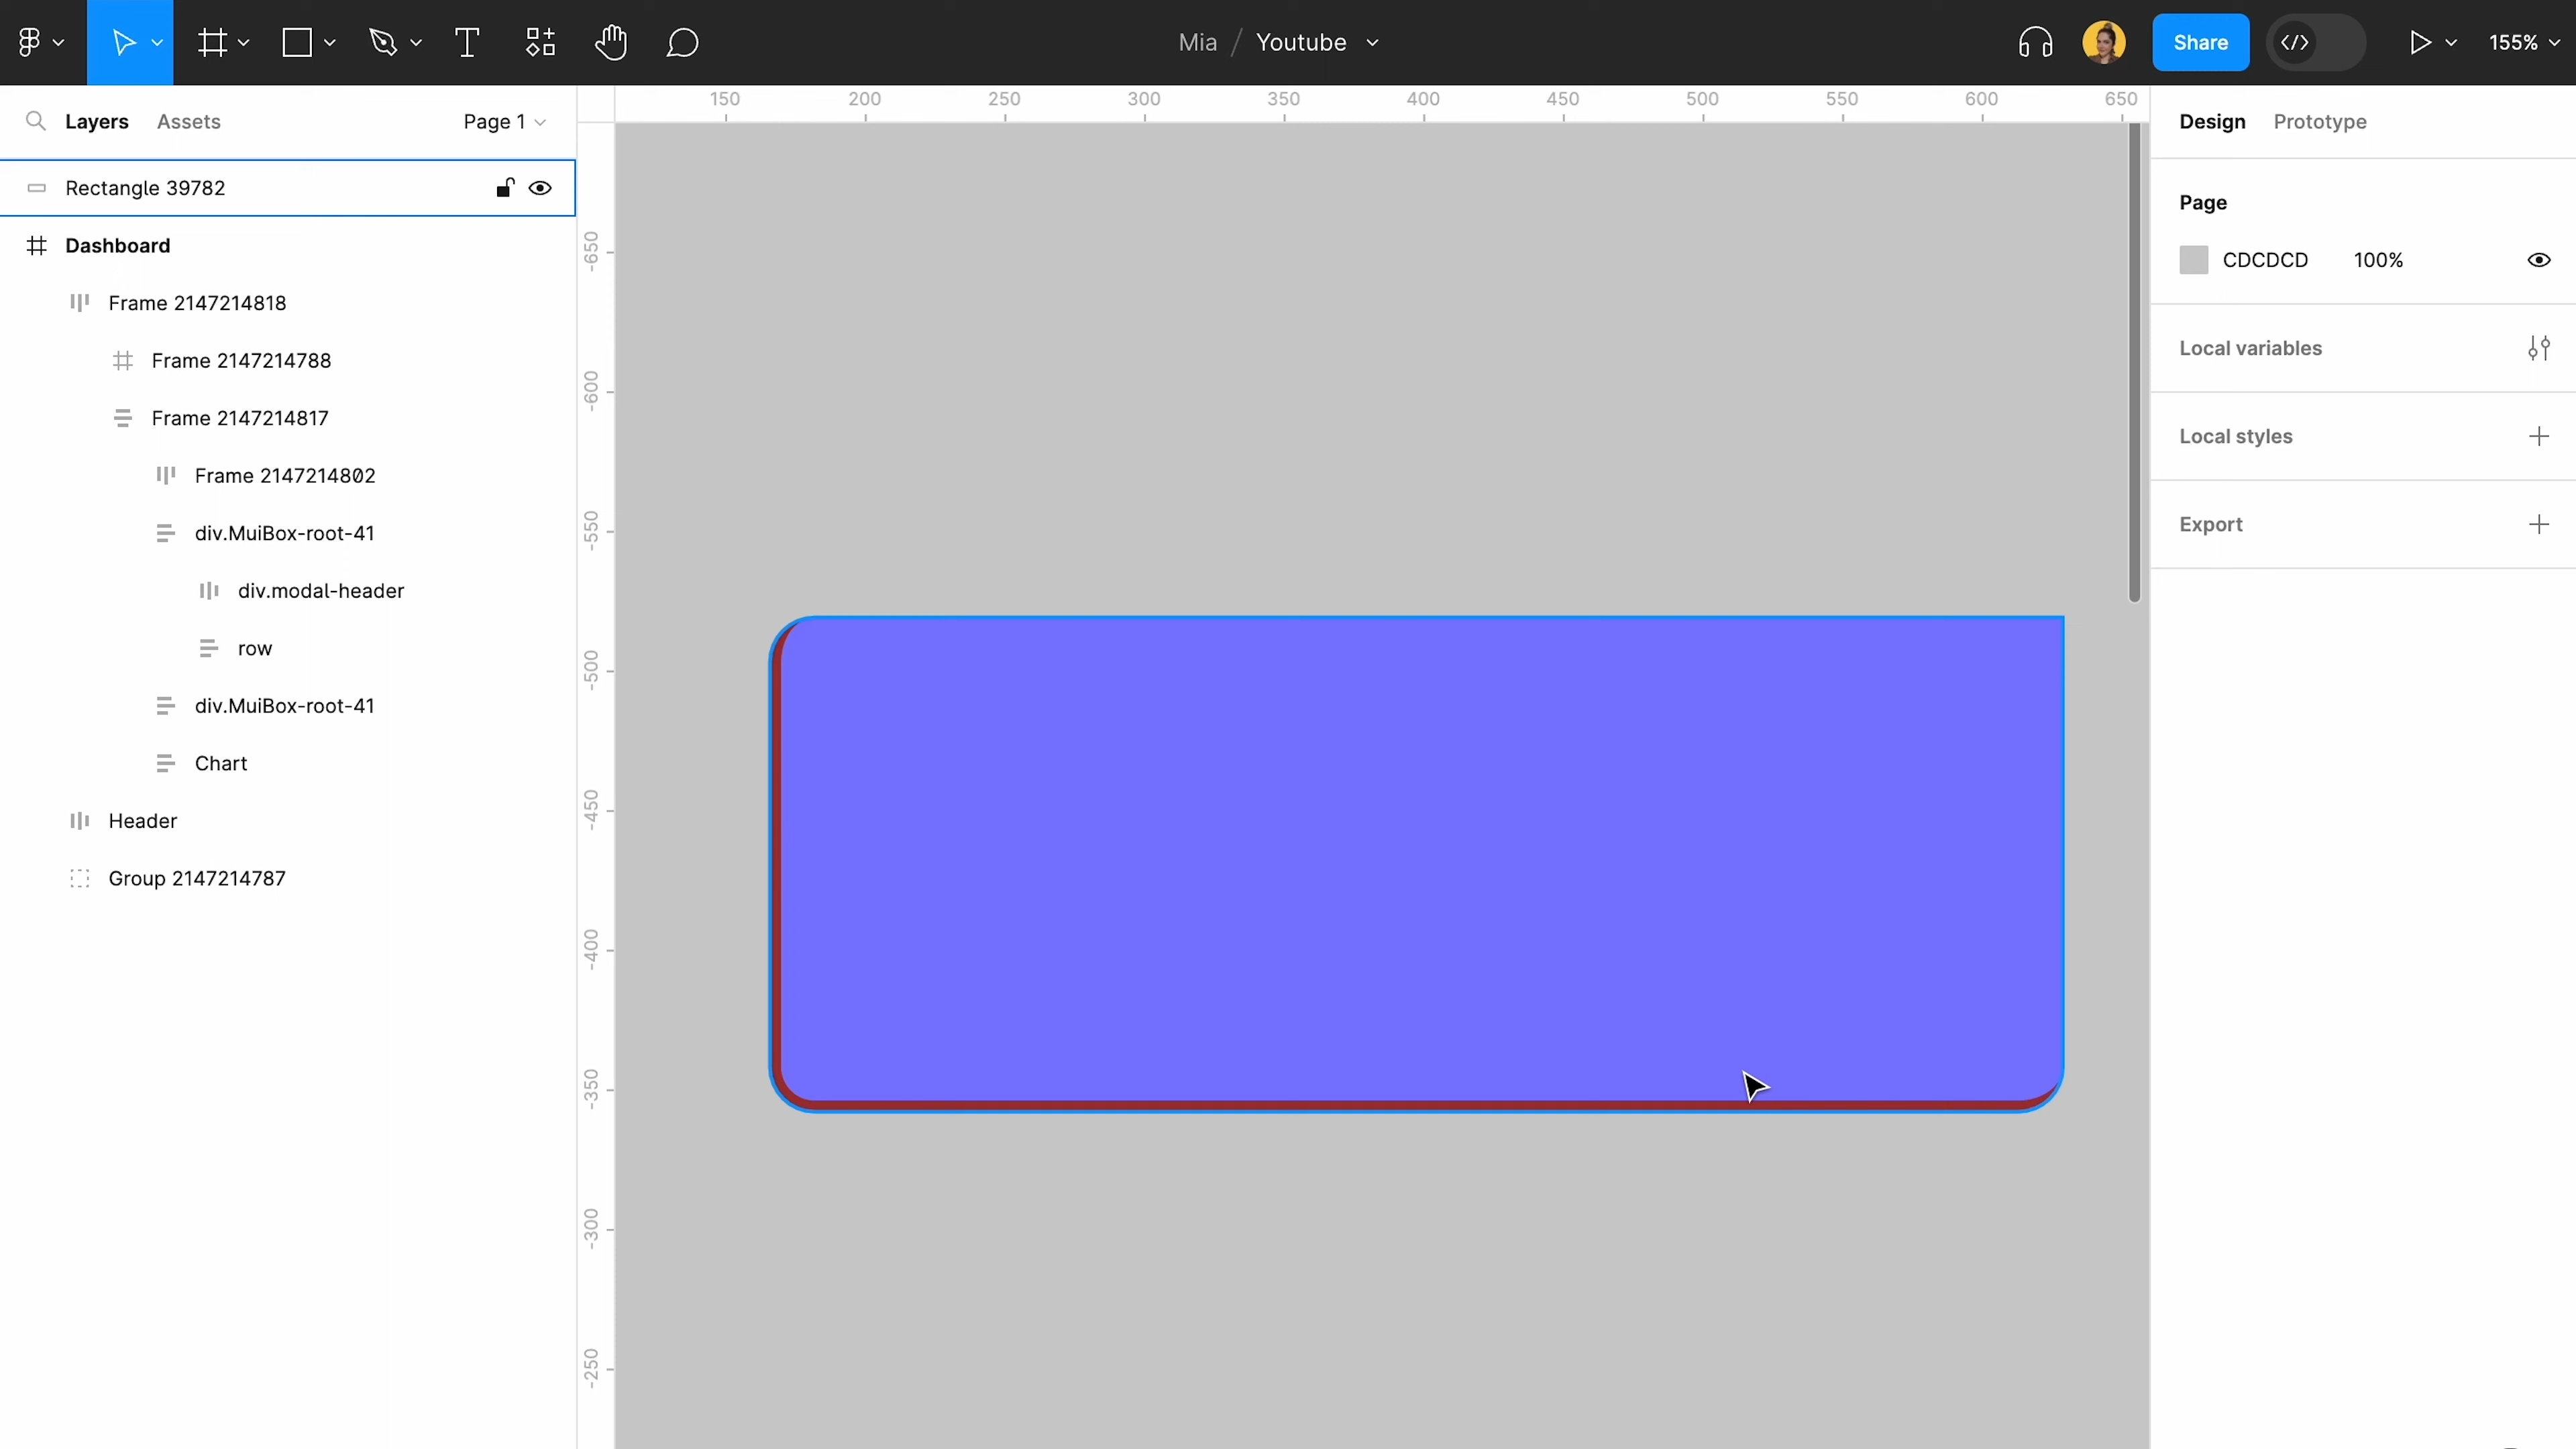 Mia / Youtube
Share
155%
Layers
Assets
Page 1
Rectangle 39782
Dashboard
Frame 2147214818
Frame 2147214788
Frame 2147214817
Frame 2147214802
div.MuiBox-root-41
div.modal-header
row
div.MuiBox-root-41
Chart
Header
Group 2147214787
150 200 250 300 350 400 450 500 550 600 650
-650
-600
-550
-500
-450
-400
-350
-300
-250
Design
Prototype
Page
CDCDCD 100%
Local variables
Local styles
Export